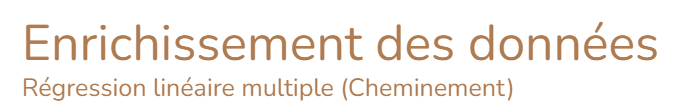 Enrichissement des données
Régression linéaire multiple (Cheminement)